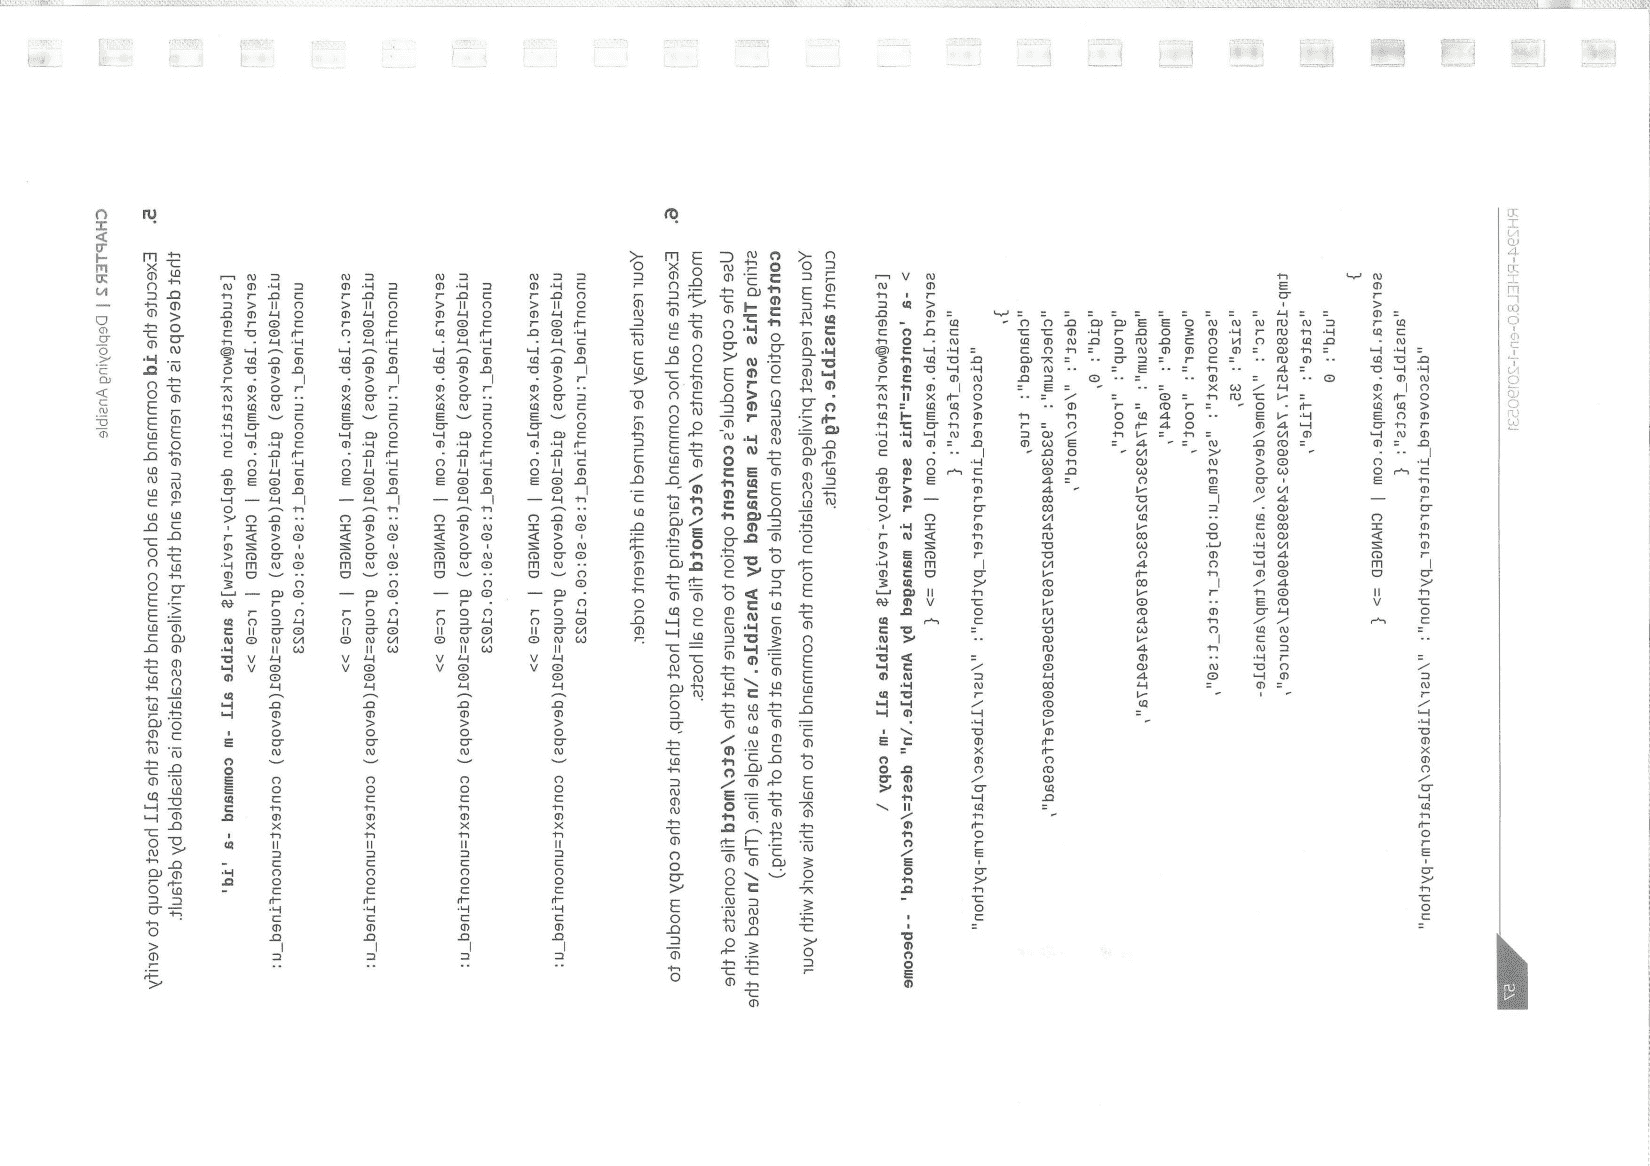 CHAPTER 2 | Deploying Ansible
5. Execute the id command as an ad hoc command that targets the all host group to verify
that devops is the remote user and that privilege escalation is disabled by default.
[student@workstation deploy-review]$ ansible all -m command -a 'id'
serverb.lab.example.com | CHANGED | rc=0 >>
uid=1001(devops) gid=1001(devops) groups=1001(devops) context=unconfined_u:
unconfined_r:unconfined_t:s0-s0:c0.c1023
serverc.lab.example.com | CHANGED | rc=0 >>
uid=1001(devops) gid=1001(devops) groups=1001(devops) context=unconfined_u:
unconfined_r:unconfined_t:s0-s0:c0.c1023
servera.lab.example.com | CHANGED | rc=0 >>
uid=1001(devops) gid=1001(devops) groups=1001(devops) context=unconfined_u:
unconfined_r:unconfined_t:s0-s0:c0.c1023
serverd.lab.example.com | CHANGED | rc=0 >>
uid=1001(devops) gid=1001(devops) groups=1001(devops) context=unconfined_u:
unconfined_r:unconfined_t:s0-s0:c0.c1023
Your results may be returned in a different order.
6. Execute an ad hoc command, targeting the all host group, that uses the copy module to
modify the contents of the /etc/motd file on all hosts.
Use the copy module's content option to ensure that the /etc/motd file consists of the
string This server is managed by Ansible.\n as a single line. (The \n used with the
content option causes the module to put a newline at the end of the string.)
You must request privilege escalation from the command line to make this work with your
current ansible.cfg defaults.
[student@workstation deploy-review]$ ansible all -m copy \
> -a 'content="This server is managed by Ansible.\n" dest=/etc/motd' --become
serverd.lab.example.com | CHANGED => {
"ansible_facts": {
"discovered_interpreter_python": "/usr/libexec/platform-python"
},
"changed": true,
"checksum": "93d304488245bb2769752b95e0180607effc69ad",
"dest": "/etc/motd",
"gid": 0,
"group": "root",
"md5sum": "af74293c7b2a783c4f87064374e9417a",
"mode": "0644",
"owner": "root",
"secontext": "system_u:object_r:etc_t:s0",
"size": 35,
"src": "/home/devops/.ansible/tmp/ansible-
tmp-1558954517.7426903-24998924904061/source",
"state": "file",
"uid": 0
}
servera.lab.example.com | CHANGED => {
"ansible_facts": {
"discovered_interpreter_python": "/usr/libexec/platform-python"
RH294-RHEL8.0-en-1-20190531
57